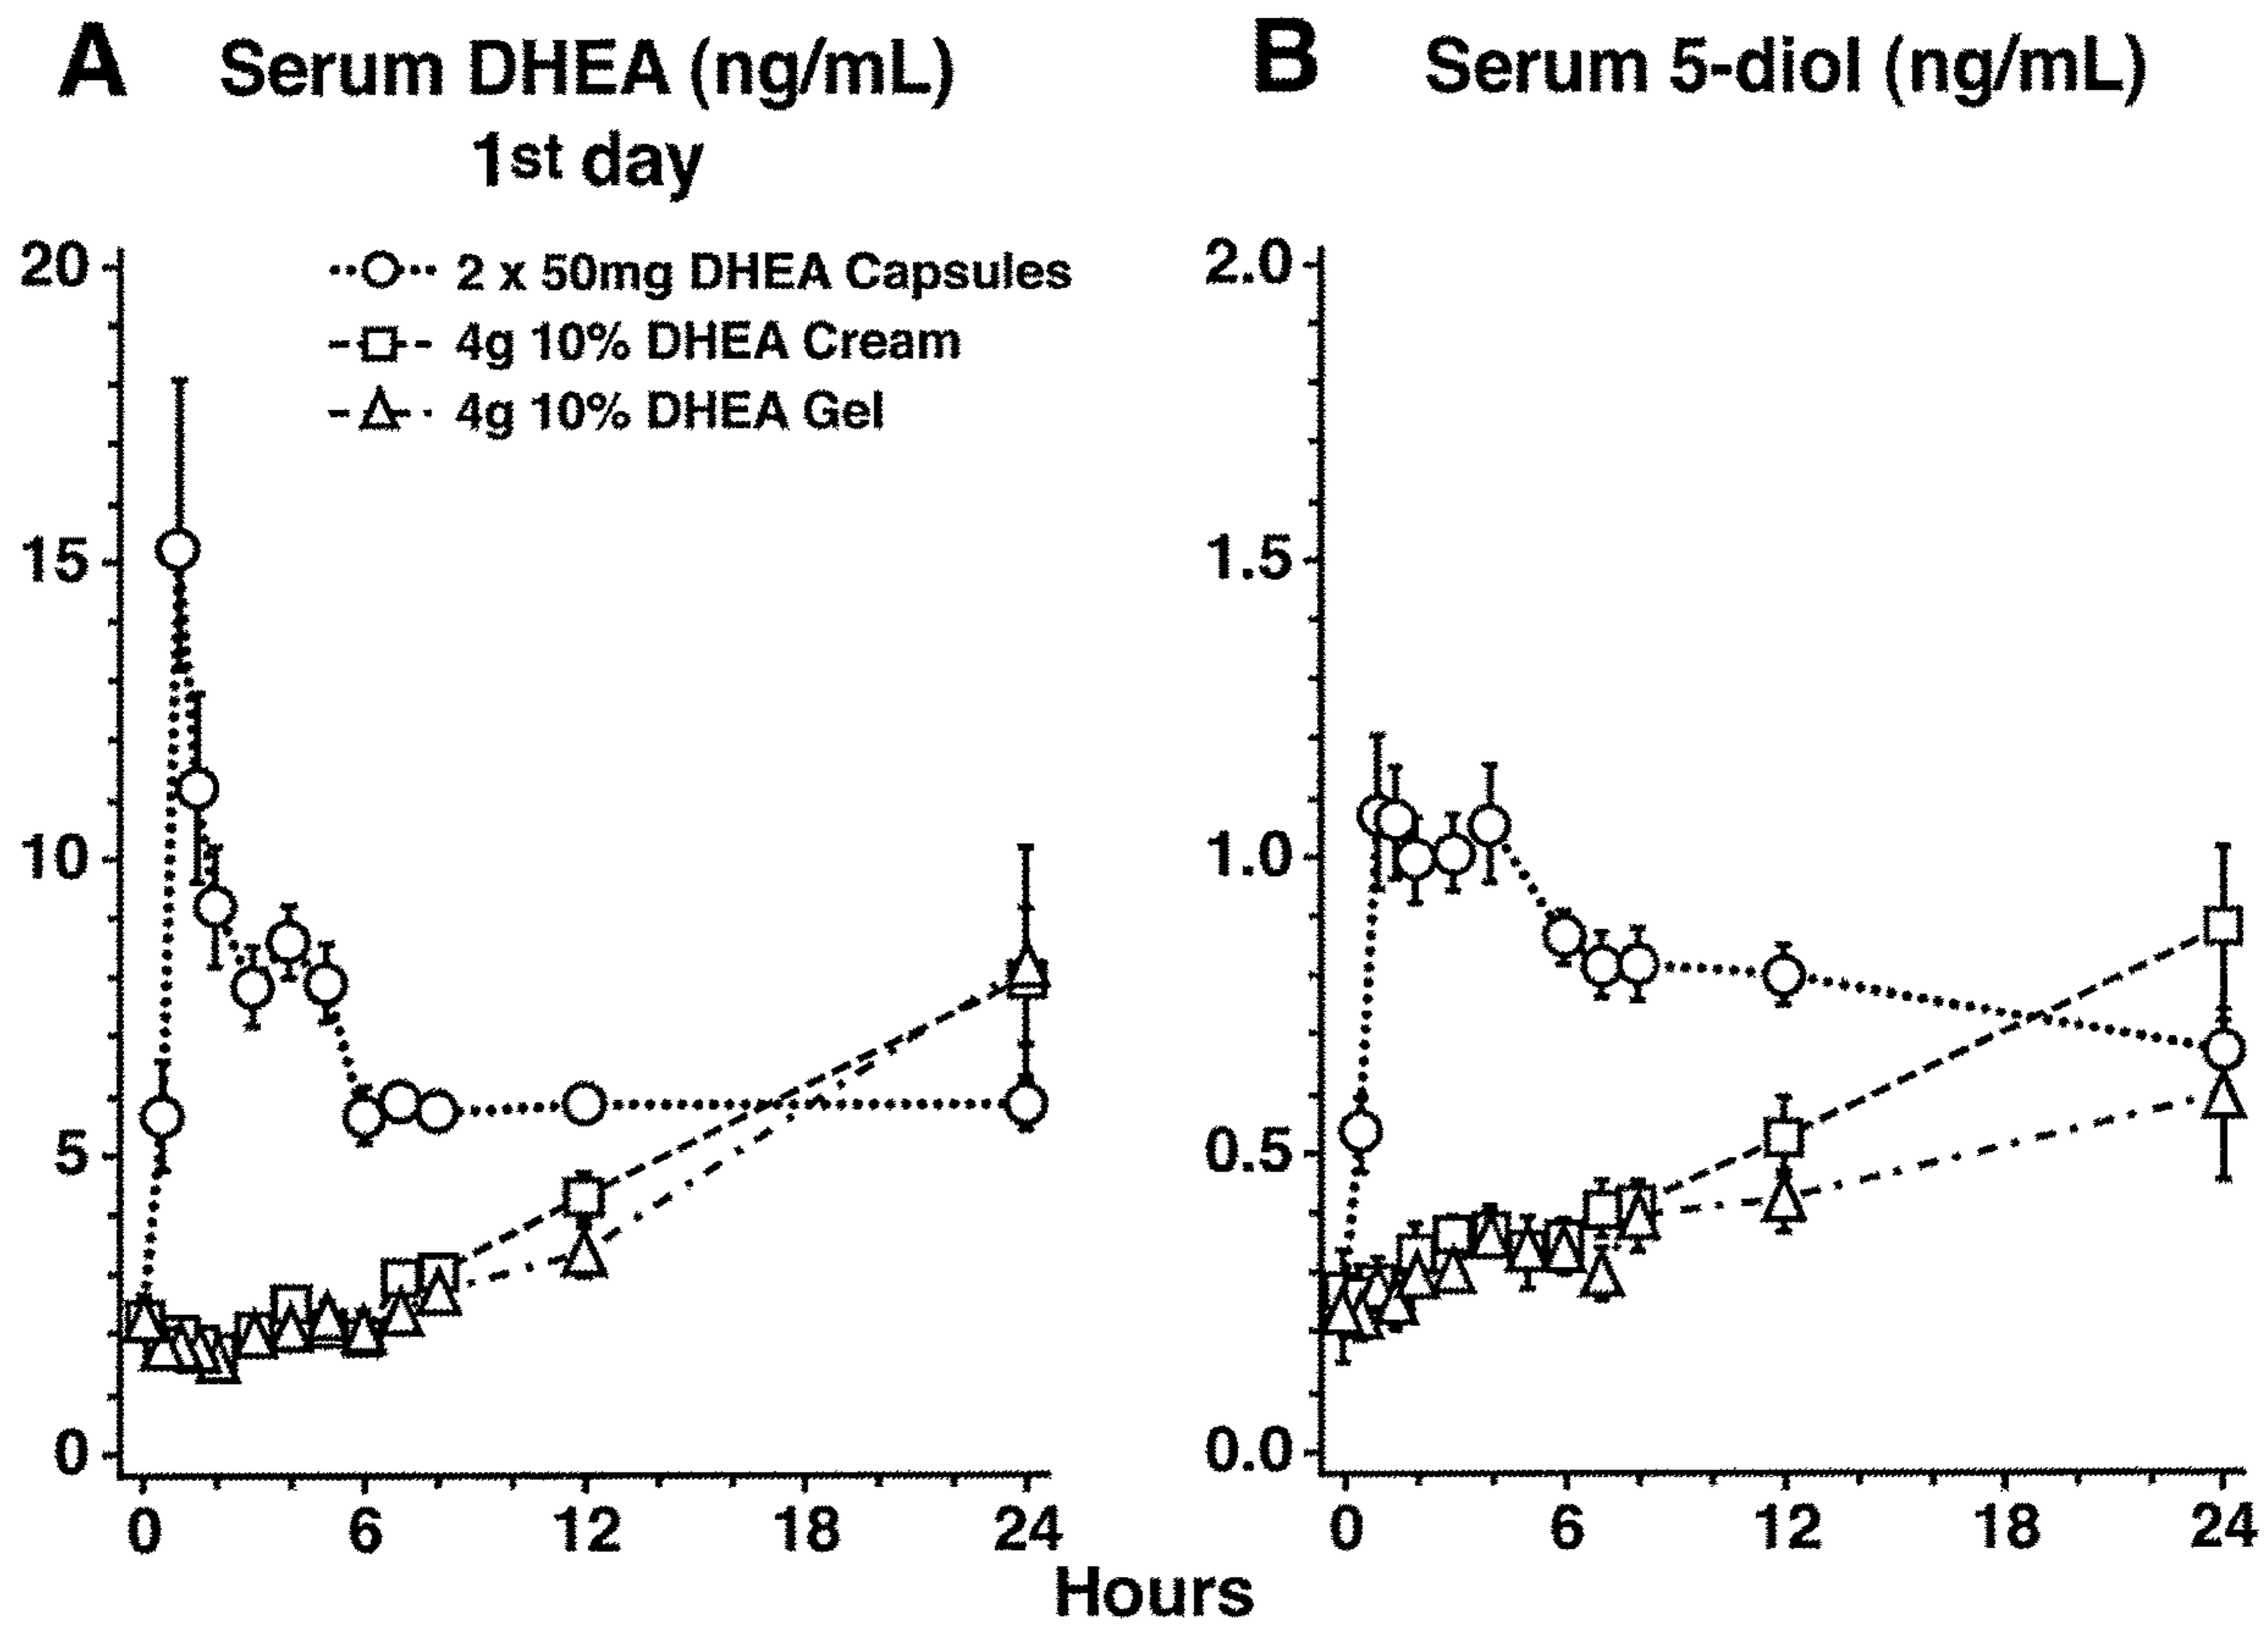 A Serum DHEA (ng/mL)
1st day
20
15
10
5
0
2 x 50mg DHEA Capsules
4g 10% DHEA Cream
4g 10% DHEA Gel
0 6 12 18 24
B Serum 5-diol (ng/mL)
2.0
1.5
1.0
0.5
0.0
0 6 12 18 24
Hours